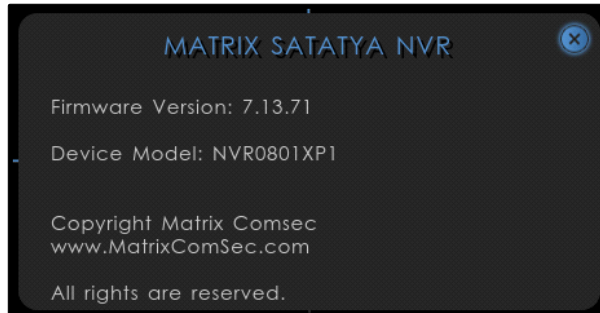 MATRIX SATATYA NVR
Firmware Version: 7.13.71
Device Model: NVR0801XP1
Copyright Matrix Comsec
www.MatrixComSec.com
All rights are reserved.